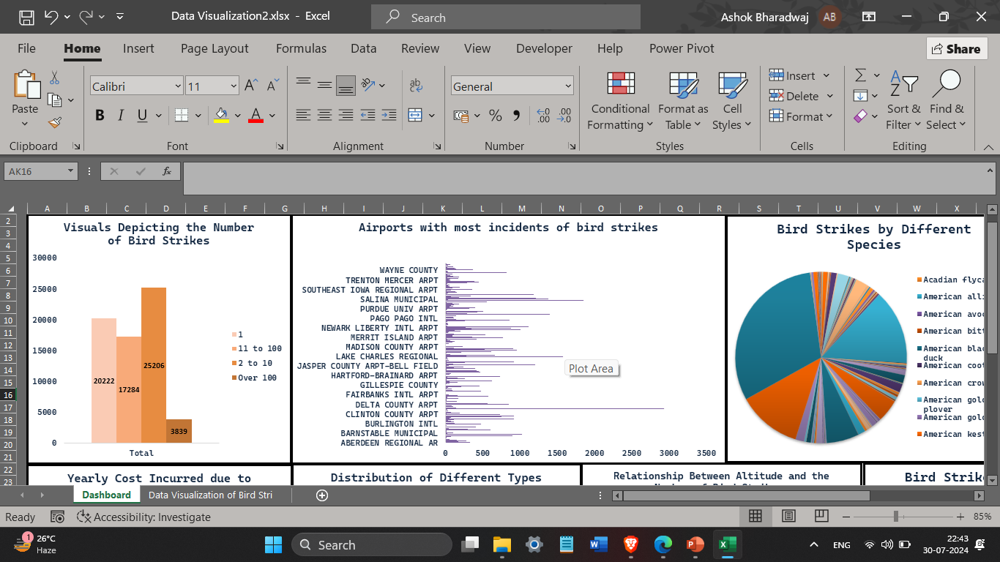 Data Visualization2.xlsx - Excel
Search
Ashok Bharadwaj
AB
File Home Insert Page Layout Formulas Data Review View Developer Help Power Pivot
Share
Paste
Calibri
11
B I U
ab
c
General
% 9
Conditional Formatting
Format as Table
Cell Styles
Insert
Delete
Format
Sort & Filter
Find & Select
Clipboard Font Alignment Number Styles Cells Editing
AK16
fx
A B C D E F G H I J K L M N O P Q R S T U V W X
2
3
4
5
6
7
8
9
10
11
12
13
14
15
16
17
18
19
20
21
22
23
Visuals Depicting the Number
of Bird Strikes
30000
25000
20000
15000
10000
5000
0
20222
17284
25206
3839
Total
1
11 to 100
2 to 10
Over 100
Airports with most incidents of bird strikes
WAYNE COUNTY
TRENTON MERCER ARPT
SOUTHEAST IOWA REGIONAL ARPT
SALINA MUNICIPAL
PURDUE UNIV ARPT
PAGO PAGO INTL
NEWARK LIBERTY INTL ARPT
MERRIT ISLAND ARPT
MADISON COUNTY ARPT
LAKE CHARLES REGIONAL
JASPER COUNTY ARPT-BELL FIELD
HARTFORD-BRAINARD ARPT
GILLESPIE COUNTY
FAIRBANKS INTL ARPT
DELTA COUNTY ARPT
CLINTON COUNTY ARPT
BURLINGTON INTL
BARNSTABLE MUNICIPAL
ABERDEEN REGIONAL AR
0 500 1000 1500 2000 2500 3000 3500
Plot Area
Bird Strikes by Different
Species
Acadian flyc
American all
American avo
American bit
American bla
duck
American coo
American cro
American gol
plover
American gol
American kes
Yearly Cost Incurred due to
Distribution of Different Types
Relationship Between Altitude and the
Bird Strik
Dashboard
Data Visualization of Bird Stri
Ready
Accessibility: Investigate
85%
1
26°C
Haze
Search
ENG
22:43
30-07-2024